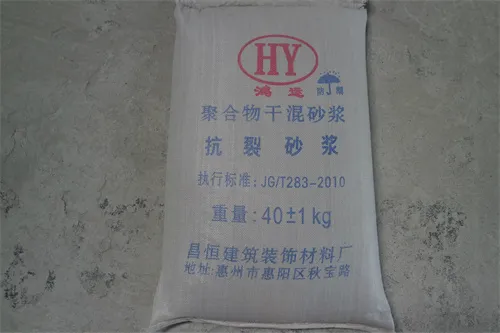 HY
鸿运
聚合物干混砂浆
抗裂砂浆
执行标准：JG/T283-2010
重量：40±1kg
昌恒建筑装饰材料厂
地址：惠州市惠阳区秋宝路